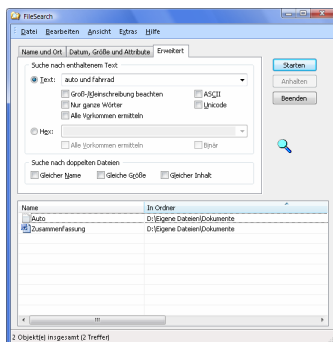 FileSearch
Datei Bearbeiten Ansicht Extras Hilfe
Name und Ort Datum, Größe und Attribute Erweitert
Suche nach enthaltenem Text
Text: auto und fahrrad
Groß-/Kleinschreibung beachten ASCII
Nur ganze Wörter Unicode
Alle Vorkommen ermitteln
Hex:
Alle Vorkommen ermitteln Binär
Suche nach doppelten Dateien
Gleicher Name Gleiche Größe Gleicher Inhalt
Starten
Anhalten
Beenden
Name In Ordner
Auto D:\Eigene Dateien\Dokumente
Zusammenfassung D:\Eigene Dateien\Dokumente
2 Objekt(e) insgesamt (2 Treffer)